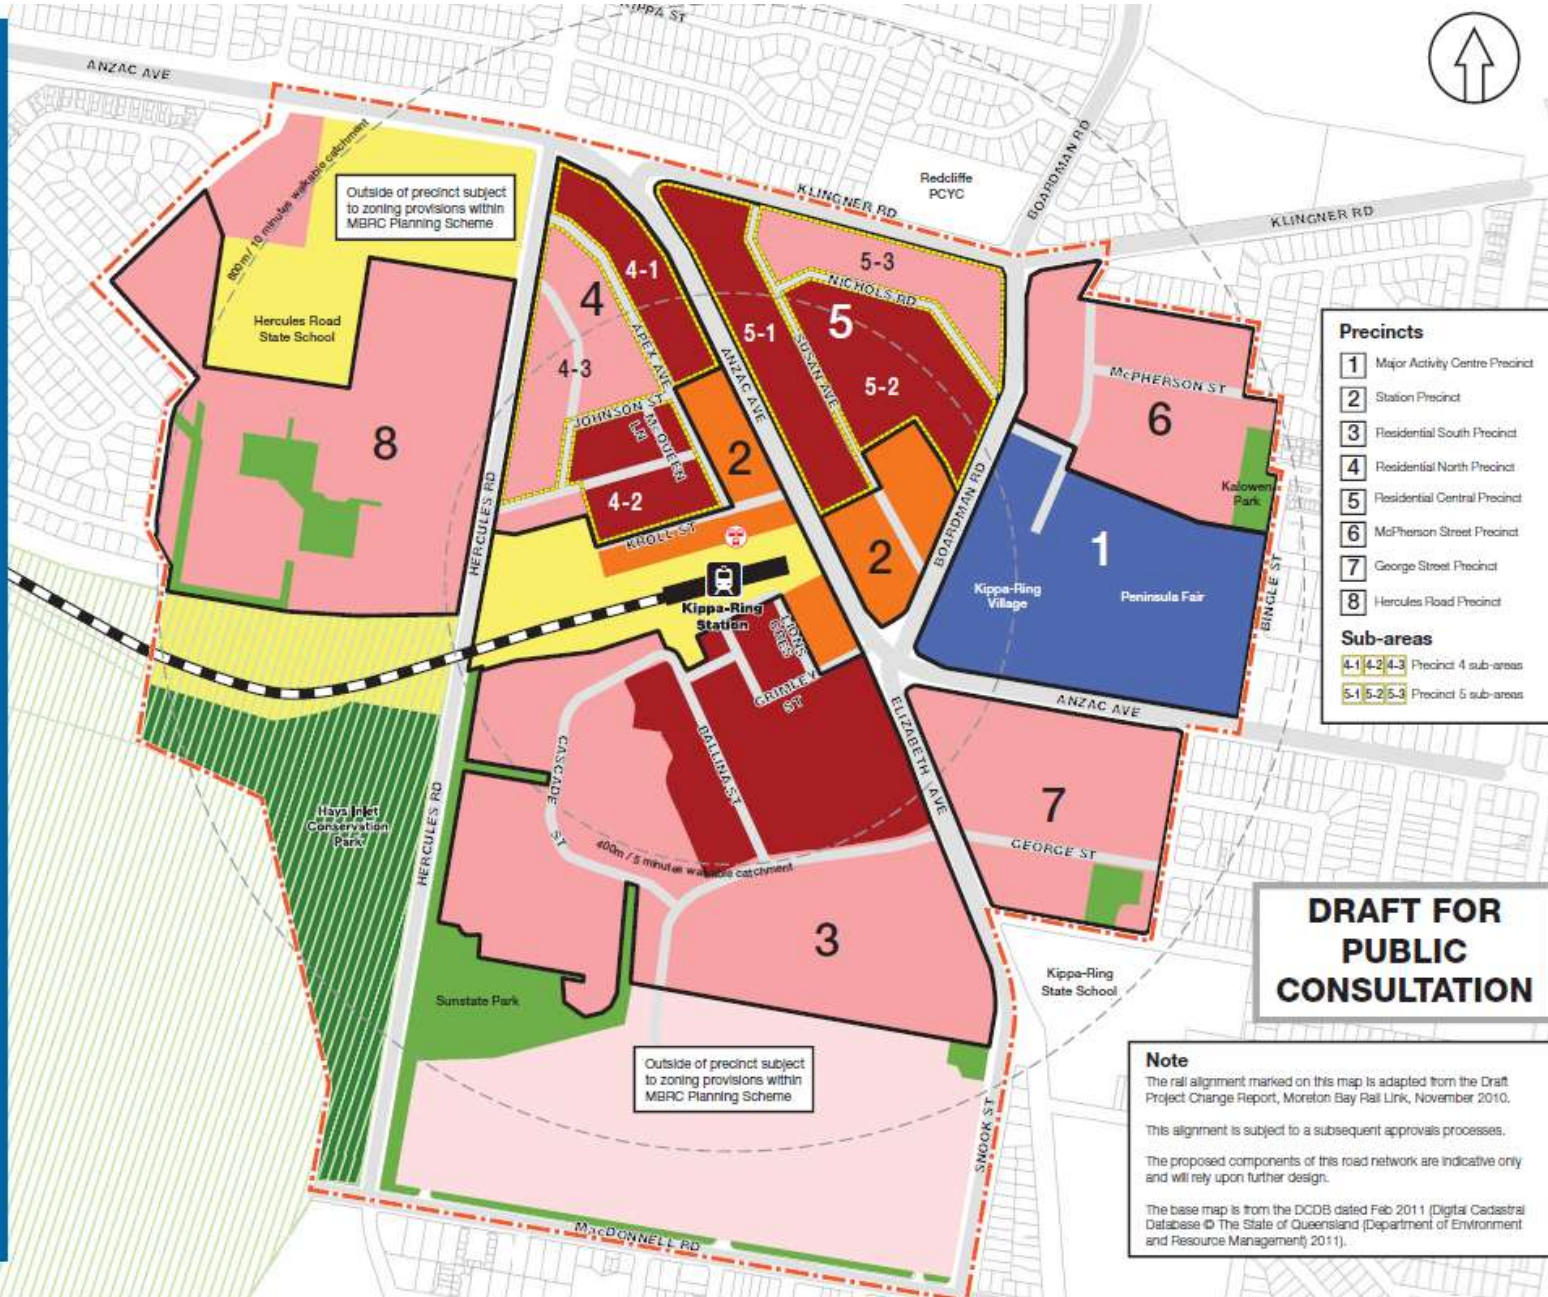 KIPPA ST
ANZAC AVE
800m / 10 minutes walkable catchment
Outside of precinct subject
to zoning provisions within
MBRC Planning Scheme
Hercules Road
State School
Redcliffe
PCYC
KLINGNER RD
BOARDMAN RD
KLINGNER RD
4-1
4
4-3
APEX AVE
JOHNSON ST
McQUEEN
LN
4-2
KROLL ST
8
HERCULES RD
2
ANZAC AVE
5-1
5
5-3
NICHOLS RD
SUSAN AVE
5-2
2
BOARDMAN RD
McPHERSON ST
6
Kalowen
Park
1
Kippa-Ring
Village
Peninsula Fair
BINGLE ST
Kippa-Ring
Station
LIONS
CRES
GRIMLEY
ST
BALLINA ST
CASCADE
ST
ELIZABETH AVE
ANZAC AVE
7
GEORGE ST
400m / 5 minutes walkable catchment
3
HERCULES RD
Hays Inlet
Conservation
Park
Sunstate Park
Kippa-Ring
State School
Outside of precinct subject
to zoning provisions within
MBRC Planning Scheme
SNOOK ST
MacDONNELL RD
Precincts
1 Major Activity Centre Precinct
2 Station Precinct
3 Residential South Precinct
4 Residential North Precinct
5 Residential Central Precinct
6 McPherson Street Precinct
7 George Street Precinct
8 Hercules Road Precinct
Sub-areas
4-1 4-2 4-3 Precinct 4 sub-areas
5-1 5-2 5-3 Precinct 5 sub-areas
DRAFT FOR
PUBLIC
CONSULTATION
Note
The rail alignment marked on this map is adapted from the Draft
Project Change Report, Moreton Bay Rail Link, November 2010.
This alignment is subject to a subsequent approvals processes.
The proposed components of this road network are indicative only
and will rely upon further design.
The base map is from the DCDB dated Feb 2011 (Digital Cadastral
Database © The State of Queensland (Department of Environment
and Resource Management) 2011).